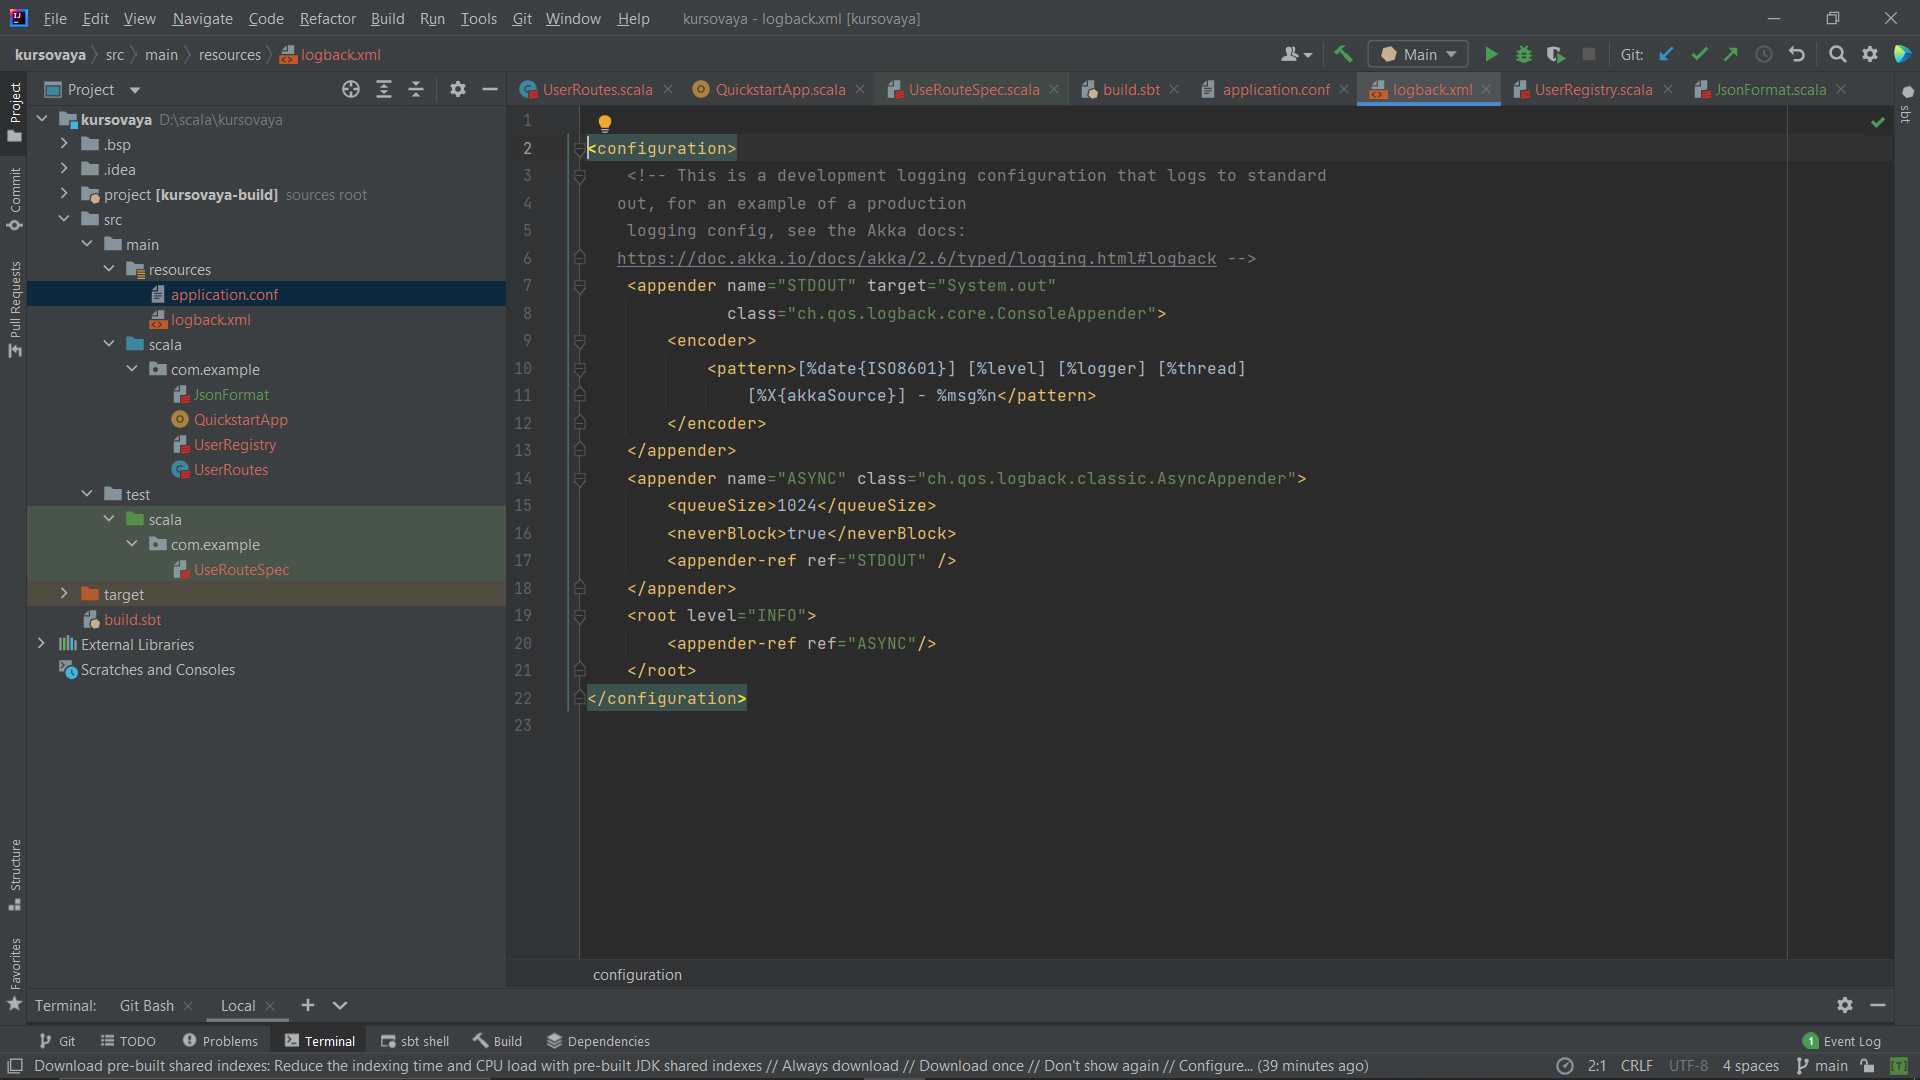 File Edit View Navigate Code Refactor Build Run Tools Git Window Help kursovaya - logback.xml [kursovaya]
kursovaya src main resources logback.xml Main Git:
Project
UserRoutes.scala QuickstartApp.scala UseRouteSpec.scala build.sbt application.conf logback.xml UserRegistry.scala JsonFormat.scala
Project
Commit
Pull Requests
Structure
Favorites
sbt
kursovaya D:\scala\kursovaya
.bsp
.idea
project [kursovaya-build] sources root
src
main
resources
application.conf
logback.xml
scala
com.example
JsonFormat
QuickstartApp
UserRegistry
UserRoutes
test
scala
com.example
UseRouteSpec
target
build.sbt
External Libraries
Scratches and Consoles
1
2 <configuration>
3 <!-- This is a development logging configuration that logs to standard
4 out, for an example of a production
5 logging config, see the Akka docs:
6 https://doc.akka.io/docs/akka/2.6/typed/logging.html#logback -->
7 <appender name="STDOUT" target="System.out"
8 class="ch.qos.logback.core.ConsoleAppender">
9 <encoder>
10 <pattern>[%date{ISO8601}] [%level] [%logger] [%thread]
11 [%X{akkaSource}] - %msg%n</pattern>
12 </encoder>
13 </appender>
14 <appender name="ASYNC" class="ch.qos.logback.classic.AsyncAppender">
15 <queueSize>1024</queueSize>
16 <neverBlock>true</neverBlock>
17 <appender-ref ref="STDOUT" />
18 </appender>
19 <root level="INFO">
20 <appender-ref ref="ASYNC"/>
21 </root>
22 </configuration>
23
configuration
Terminal: Git Bash Local
Git TODO Problems Terminal sbt shell Build Dependencies 1 Event Log
Download pre-built shared indexes: Reduce the indexing time and CPU load with pre-built JDK shared indexes // Always download // Download once // Don't show again // Configure... (39 minutes ago) 2:1 CRLF UTF-8 4 spaces main [T]